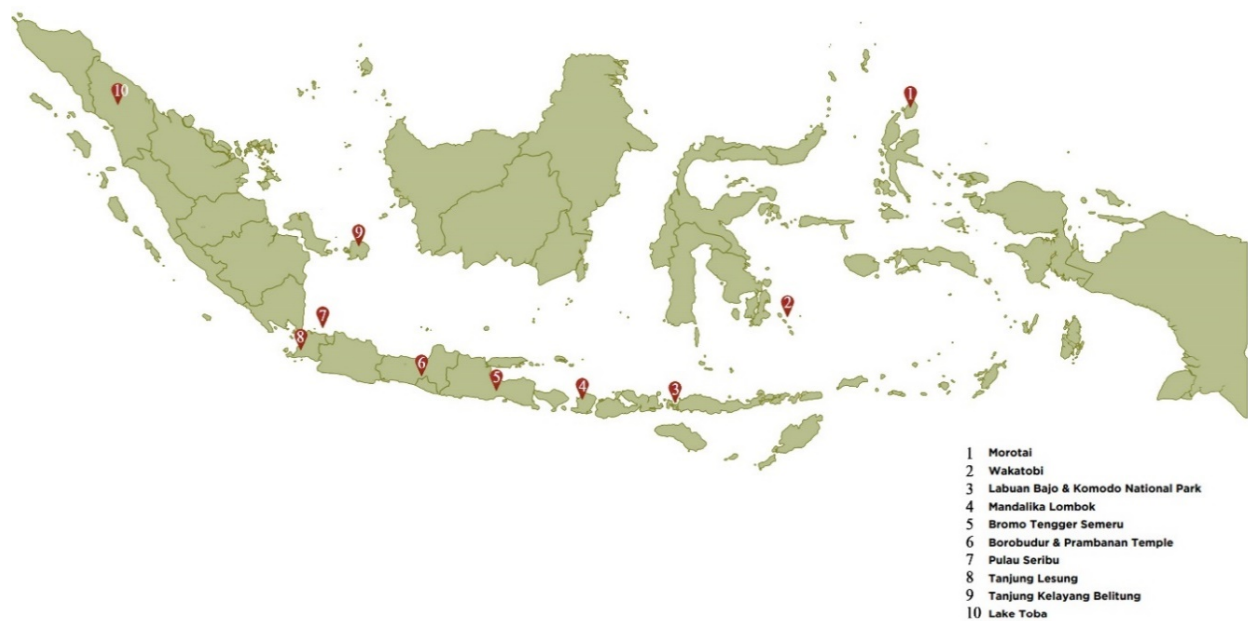 10
1
9
2
7
8
6
5
4
3
1 Morotai
2 Wakatobi
3 Labuan Bajo & Komodo National Park
4 Mandalika Lombok
5 Bromo Tengger Semeru
6 Borobudur & Prambanan Temple
7 Pulau Seribu
8 Tanjung Lesung
9 Tanjung Kelayang Belitung
10 Lake Toba